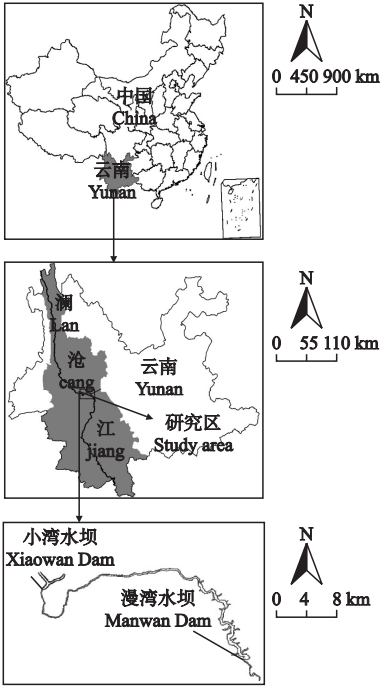 N
0 450 900 km
中国
China
云南
Yunan
N
0 55 110 km
澜
Lan
沧
cang
云南
Yunan
江
jiang
研究区
Study area
N
0 4 8 km
小湾水坝
Xiaowan Dam
漫湾水坝
Manwan Dam